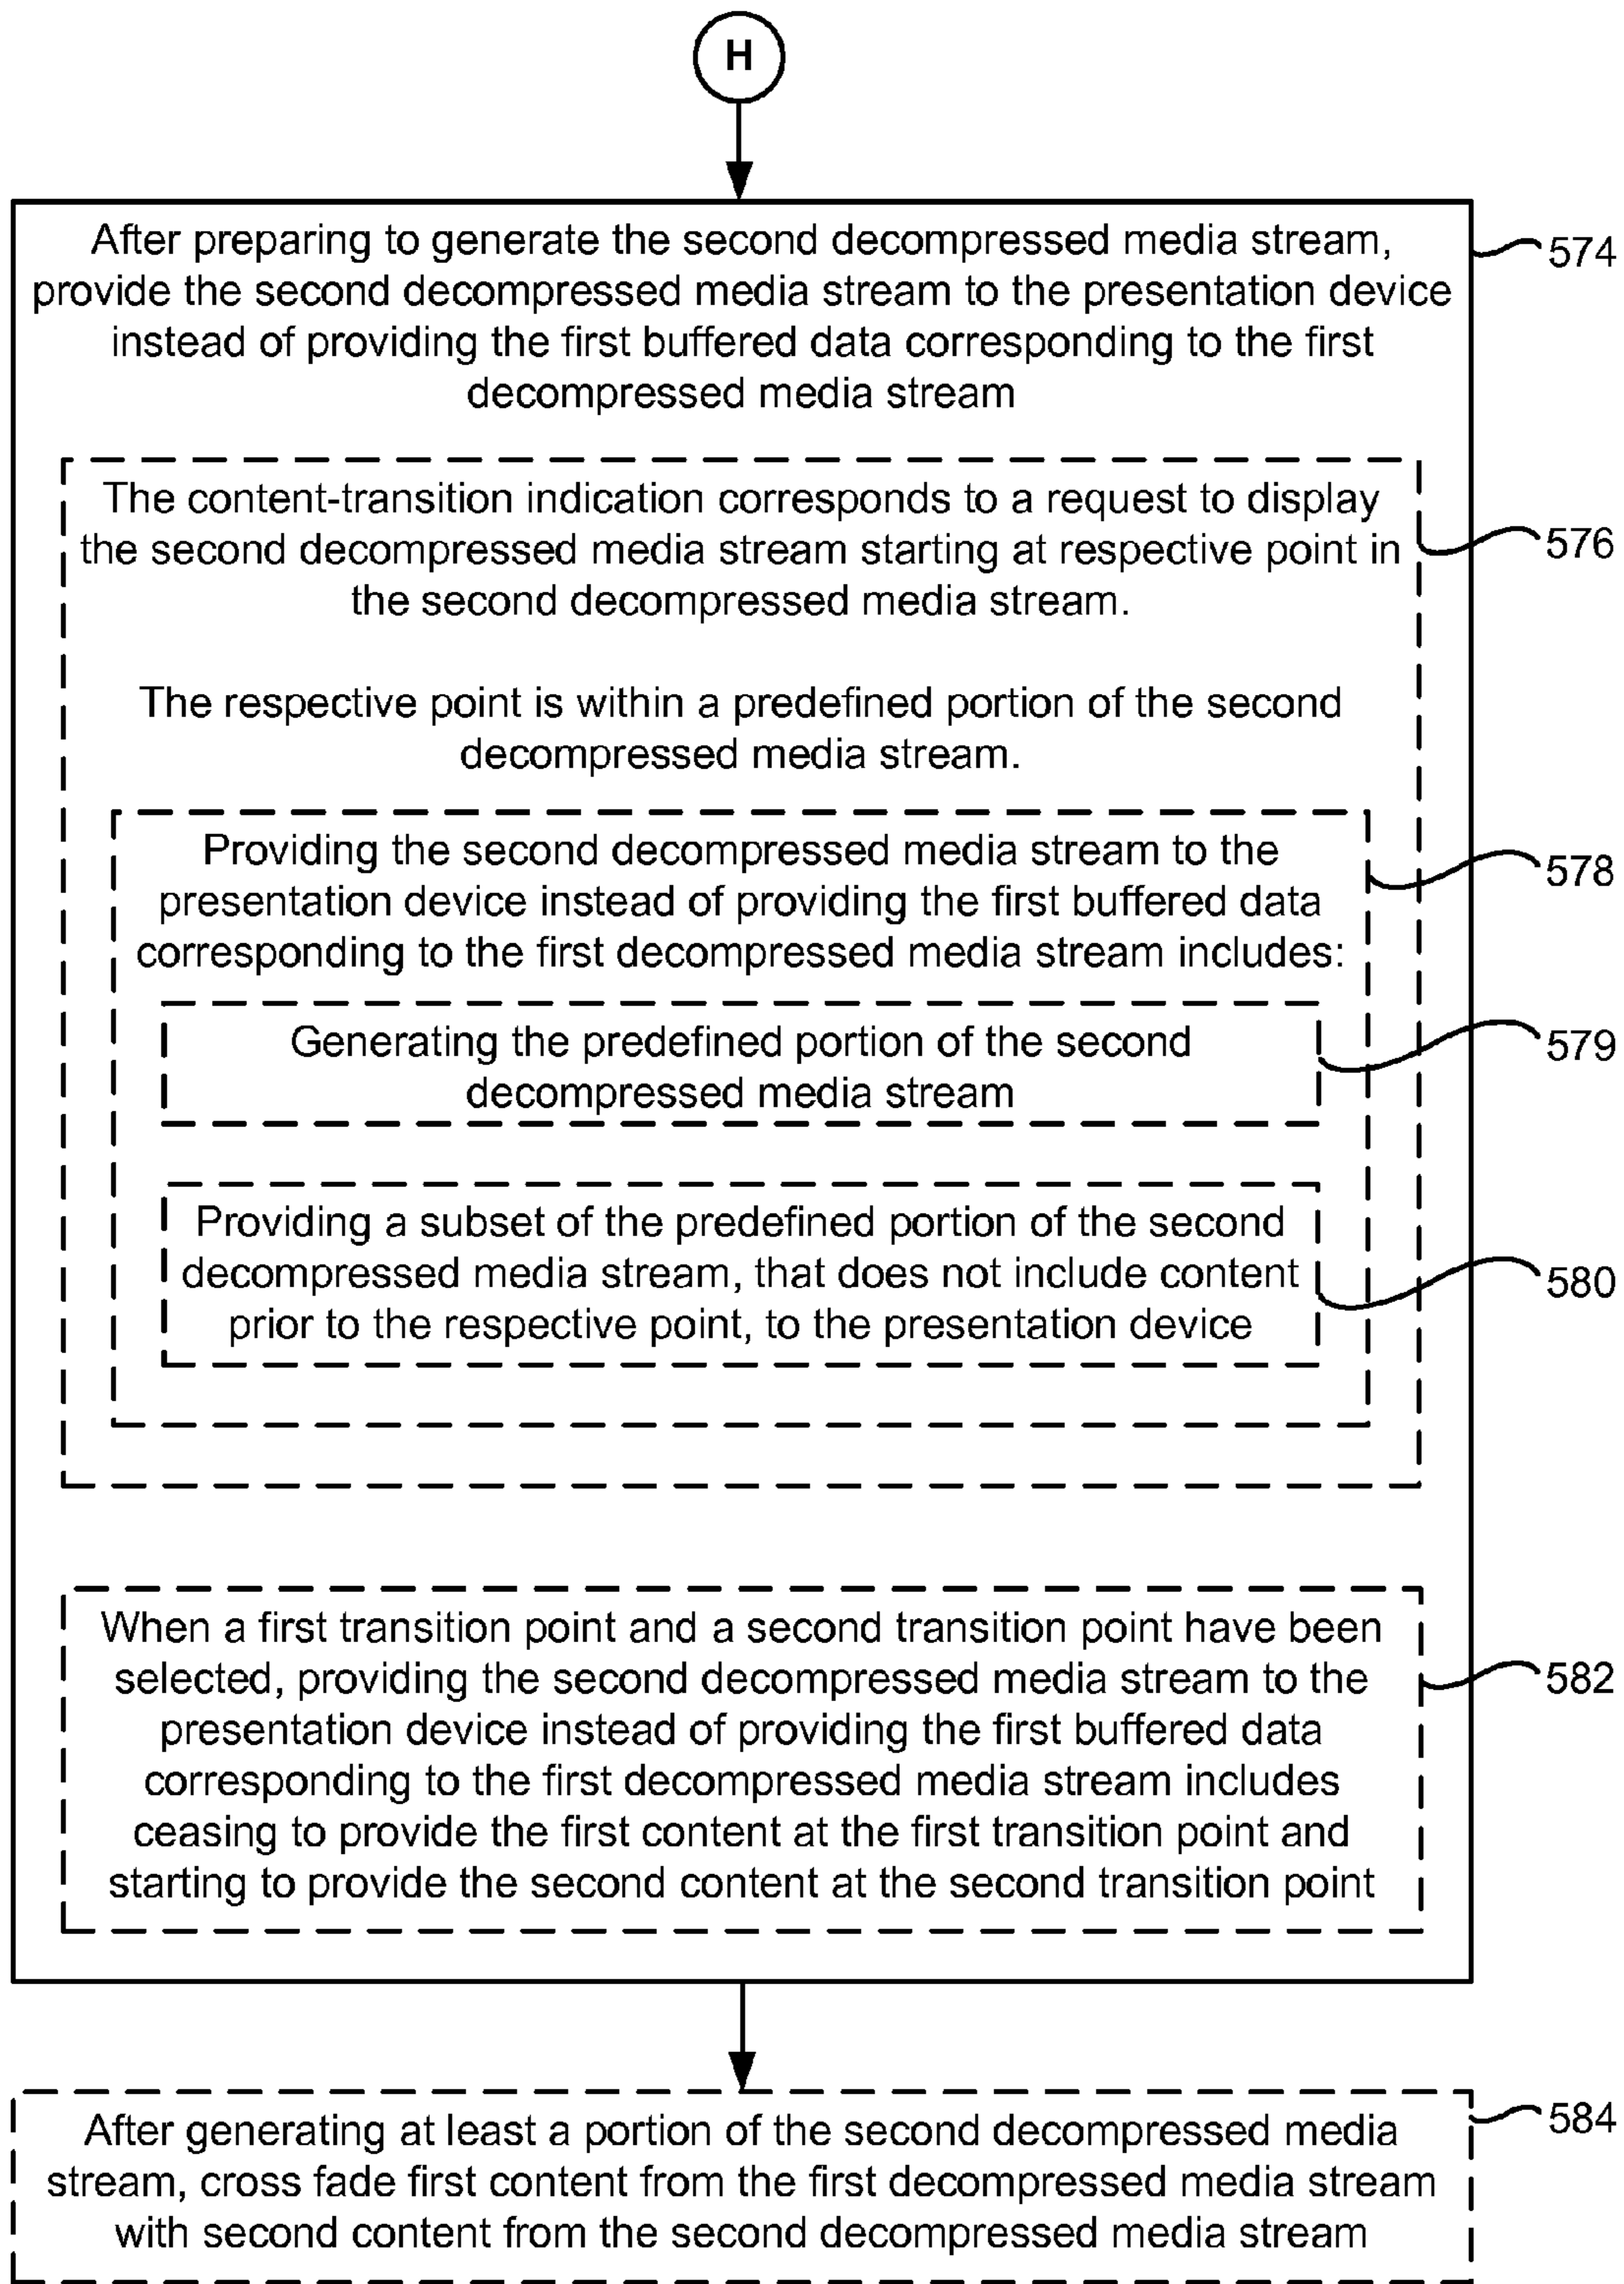 H
After preparing to generate the second decompressed media stream,
provide the second decompressed media stream to the presentation device
instead of providing the first buffered data corresponding to the first
decompressed media stream
574
The content-transition indication corresponds to a request to display
the second decompressed media stream starting at respective point in
the second decompressed media stream.
576
The respective point is within a predefined portion of the second
decompressed media stream.
Providing the second decompressed media stream to the
presentation device instead of providing the first buffered data
corresponding to the first decompressed media stream includes:
578
Generating the predefined portion of the second
decompressed media stream
579
Providing a subset of the predefined portion of the second
decompressed media stream, that does not include content
prior to the respective point, to the presentation device
580
When a first transition point and a second transition point have been
selected, providing the second decompressed media stream to the
presentation device instead of providing the first buffered data
corresponding to the first decompressed media stream includes
ceasing to provide the first content at the first transition point and
starting to provide the second content at the second transition point
582
After generating at least a portion of the second decompressed media
stream, cross fade first content from the first decompressed media stream
with second content from the second decompressed media stream
584